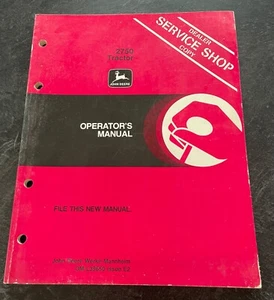 DEALER
SERVICE SHOP
COPY
2750
Tractor
JOHN DEERE
OPERATOR'S
MANUAL
FILE THIS NEW MANUAL